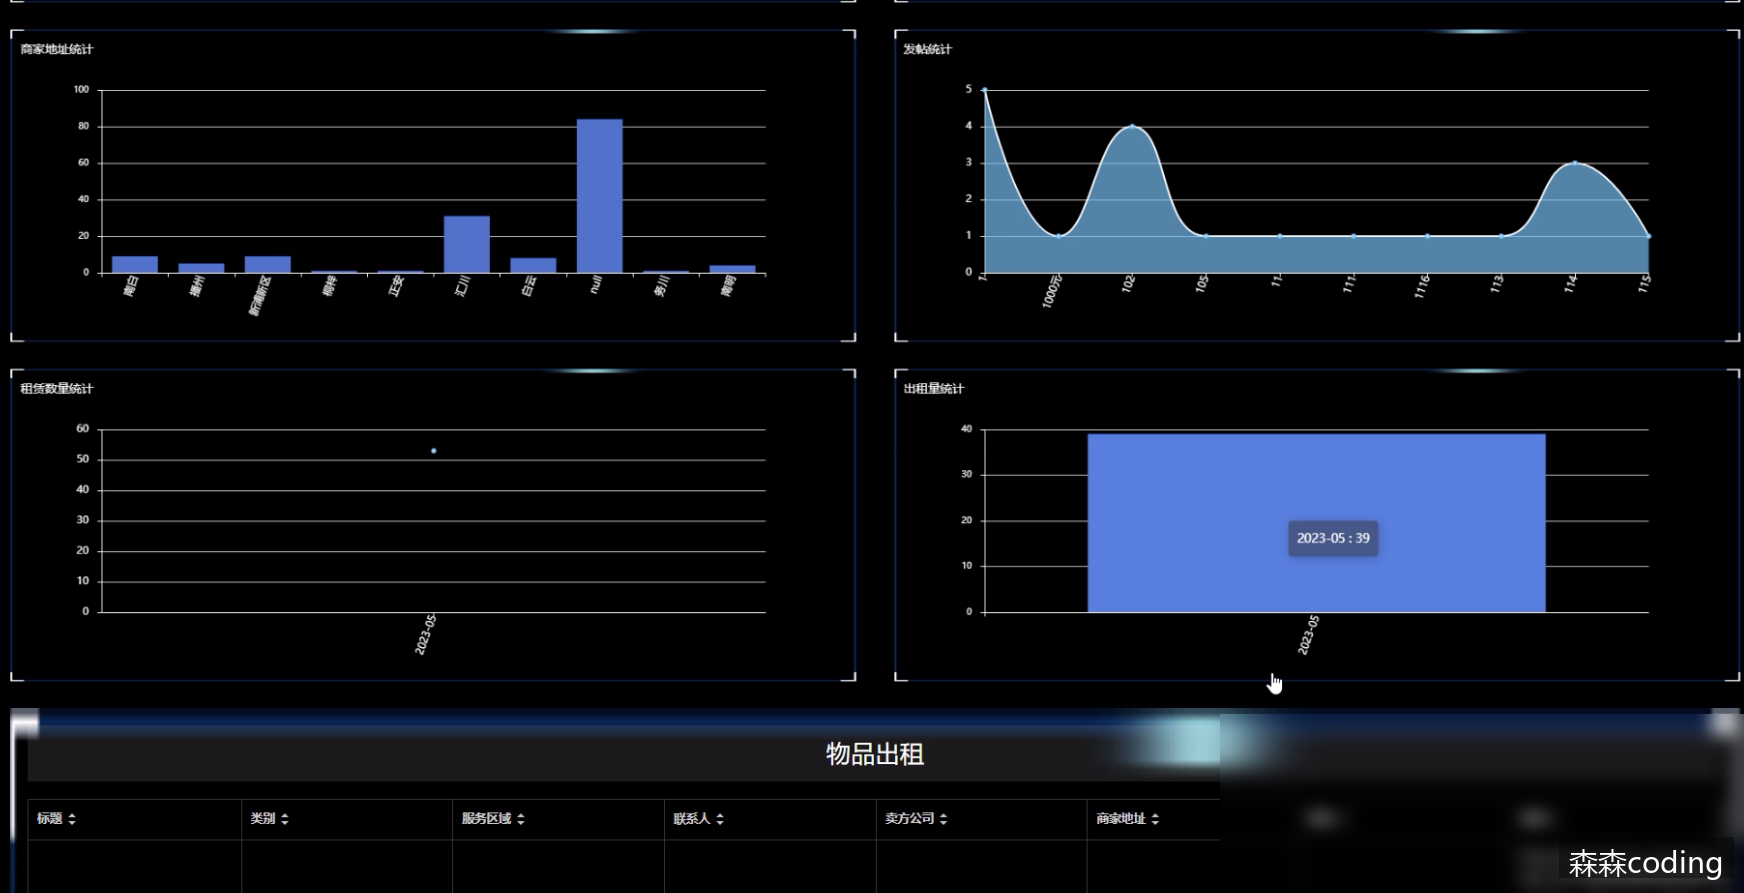 商家地址统计
100
80
60
40
20
0
南白
播州
新浦新区
桐梓
正安
汇川
白云
null
务川
南明
发帖统计
5
4
3
2
1
0
1
1000元
102
105
11
111
1116
113
114
115
租赁数量统计
60
50
40
30
20
10
0
2023-05
出租量统计
40
30
20
10
0
2023-05 : 39
2023-05
物品出租
标题 类别 服务区域 联系人 卖方公司 商家地址
森森coding